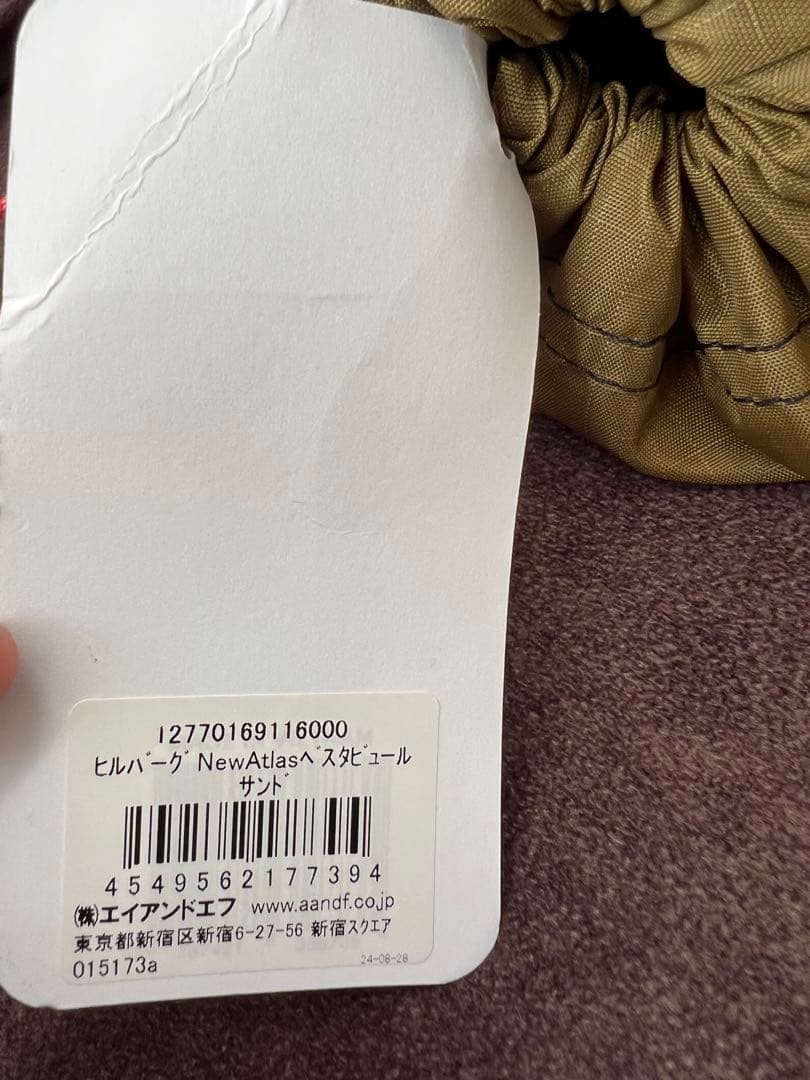 12770169116000
ヒルバーグ NewAtlasベスタビュール
サンド
4549562177394
㈱エイアンドエフ www.aandf.co.jp
東京都新宿区新宿6-27-56 新宿スクエア
015173a
24-08-28